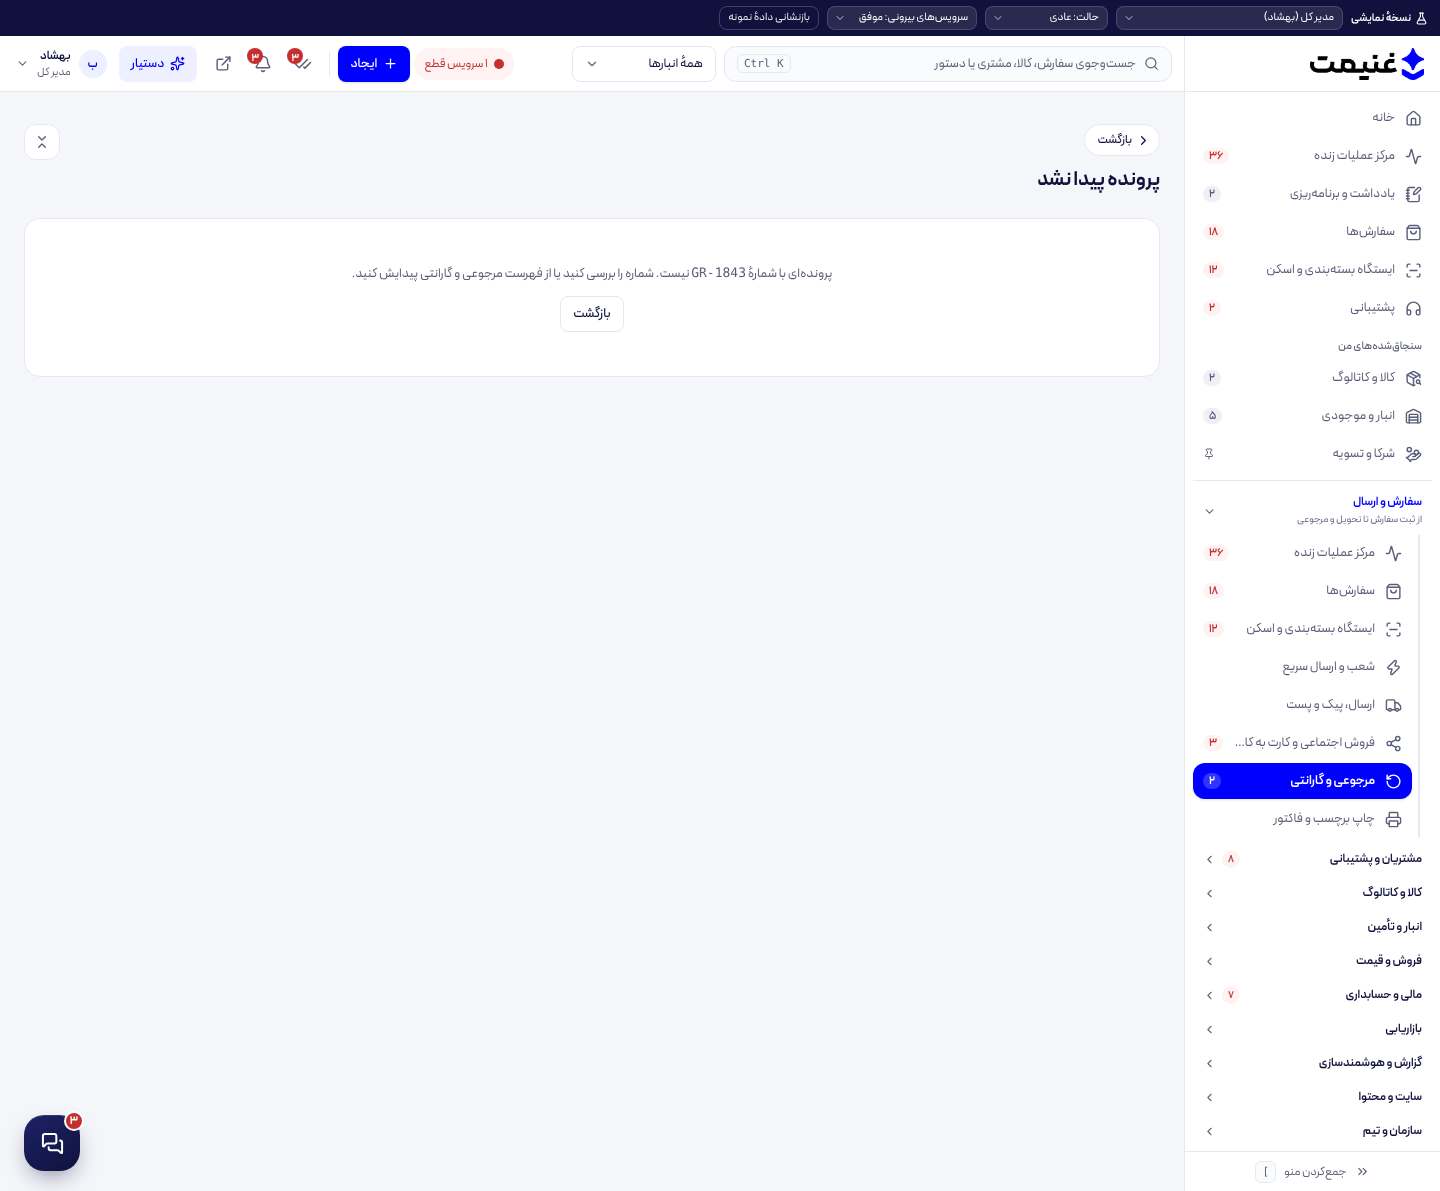 نسخهٔ نمایشی
مدیر کل (بهشاد)
حالت: عادی
سرویس‌های بیرونی: موفق
بازنشانی دادهٔ نمونه
غنیمت
جست‌وجوی سفارش، کالا، مشتری یا دستور
Ctrl K
همهٔ انبارها
۱ سرویس قطع
ایجاد
۳
۳
دستیار
ب
بهشاد
مدیر کل
خانه
مرکز عملیات زنده ۳۶
یادداشت و برنامه‌ریزی ۲
سفارش‌ها ۱۸
ایستگاه بسته‌بندی و اسکن ۱۲
پشتیبانی ۲
سنجاق‌شده‌های من
کالا و کاتالوگ ۲
انبار و موجودی ۵
شرکا و تسویه
سفارش و ارسال
از ثبت سفارش تا تحویل و مرجوعی
مرکز عملیات زنده ۳۶
سفارش‌ها ۱۸
ایستگاه بسته‌بندی و اسکن ۱۲
شعب و ارسال سریع
ارسال، پیک و پست
فروش اجتماعی و کارت به کا... ۳
مرجوعی و گارانتی ۲
چاپ برچسب و فاکتور
مشتریان و پشتیبانی ۸
کالا و کاتالوگ
انبار و تأمین
فروش و قیمت
مالی و حسابداری ۷
بازاریابی
گزارش و هوشمندسازی
سایت و محتوا
سازمان و تیم
جمع‌کردن منو [
بازگشت
پرونده پیدا نشد
پرونده‌ای با شمارهٔ GR-1843 نیست. شماره را بررسی کنید یا از فهرست مرجوعی و گارانتی پیدایش کنید.
بازگشت
۳